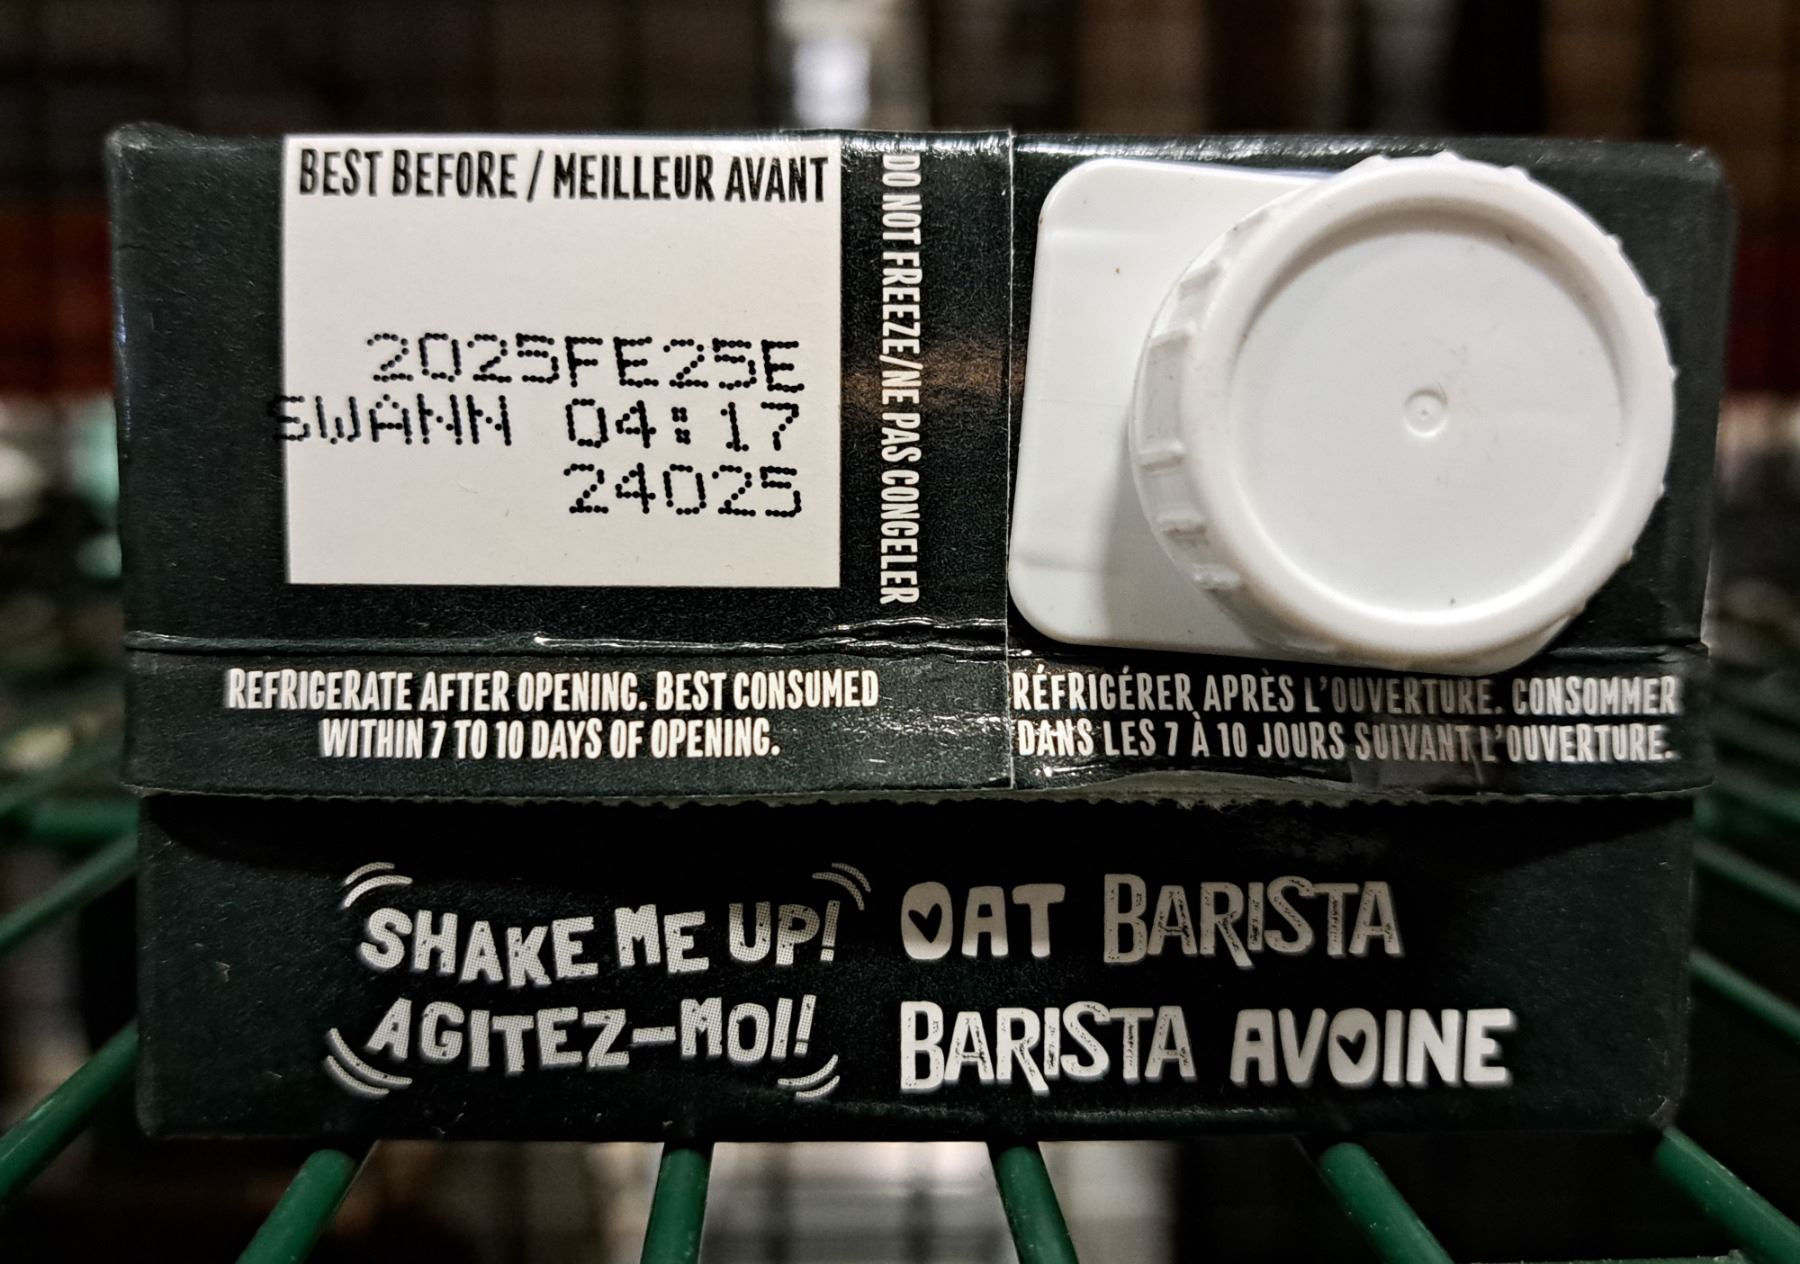 BEST BEFORE / MEILLEUR AVANT
2025FE25E
SWANN 04:17
24025
DO NOT FREEZE/NE PAS CONGELER
REFRIGERATE AFTER OPENING. BEST CONSUMED
WITHIN 7 TO 10 DAYS OF OPENING.
RÉFRIGÉRER APRÈS L'OUVERTURE. CONSOMMER
DANS LES 7 À 10 JOURS SUIVANT L'OUVERTURE.
SHAKE ME UP!
AGITEZ-MOI!
OAT BARISTA
BARISTA AVOINE